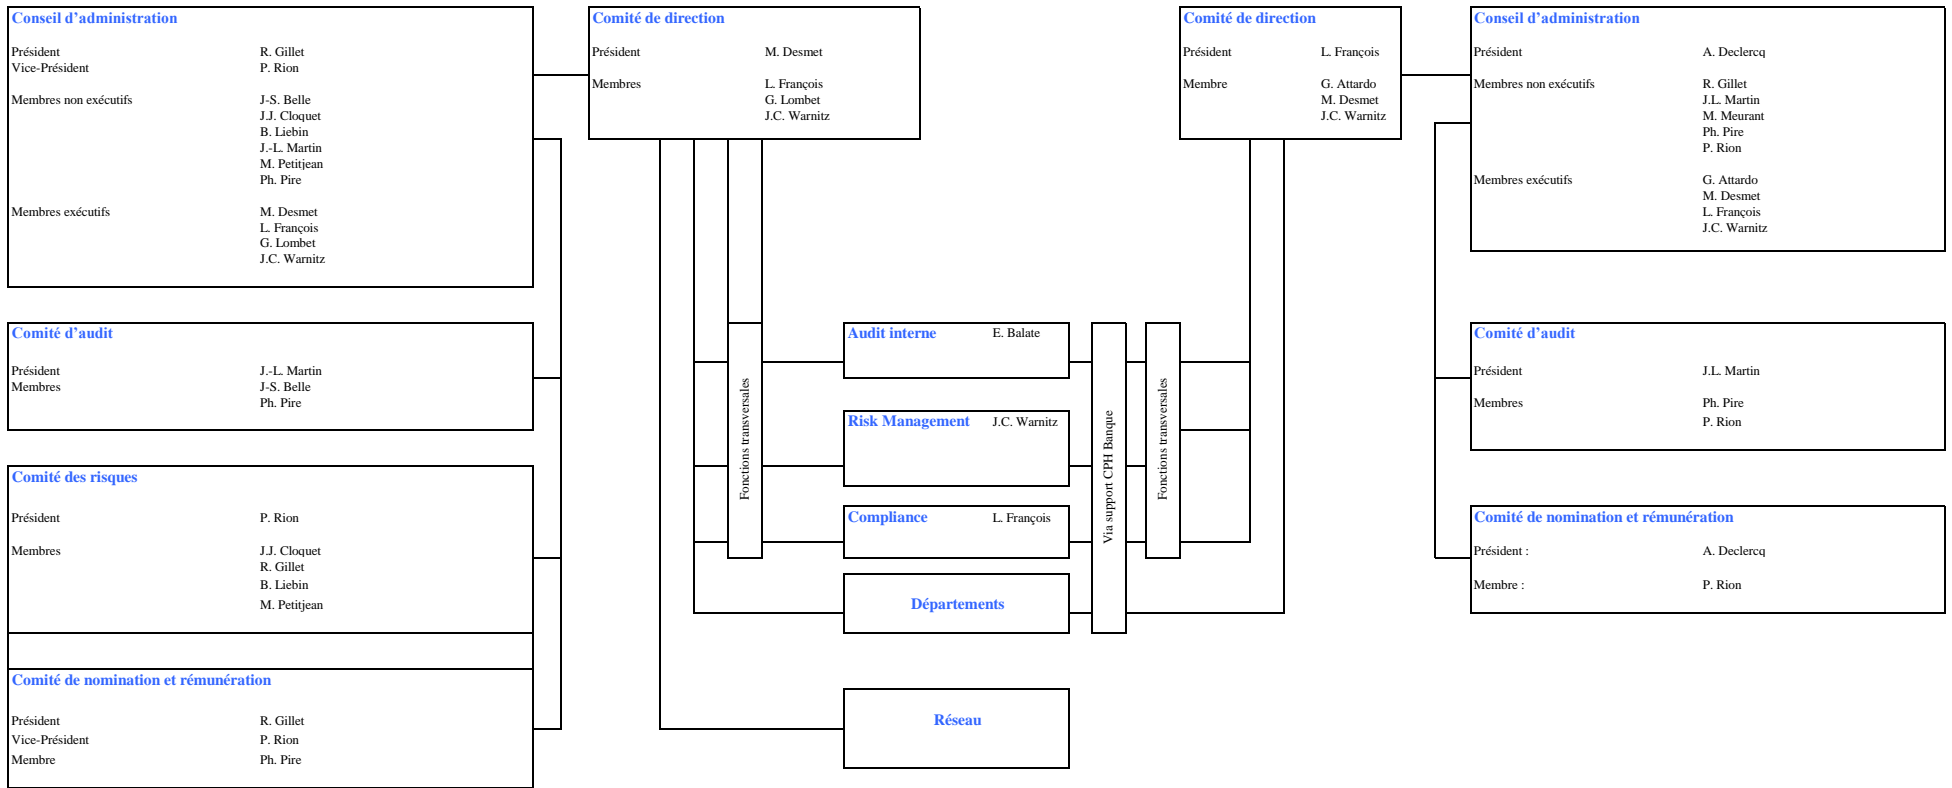 Conseil d’administration
Président R. Gillet
Vice-Président P. Rion
Membres non exécutifs J-S. Belle
J.J. Cloquet
B. Liebin
J.-L. Martin
M. Petitjean
Ph. Pire
Membres exécutifs M. Desmet
L. François
G. Lombet
J.C. Warnitz
Comité d’audit
Président J.-L. Martin
Membres J-S. Belle
Ph. Pire
Comité des risques
Président P. Rion
Membres J.J. Cloquet
R. Gillet
B. Liebin
M. Petitjean
Comité de nomination et rémunération
Président R. Gillet
Vice-Président P. Rion
Membre Ph. Pire
Comité de direction
Président M. Desmet
Membres L. François
G. Lombet
J.C. Warnitz
Fonctions transversales
Audit interne E. Balate
Risk Management J.C. Warnitz
Compliance L. François
Départements
Réseau
Via support CPH Banque
Fonctions transversales
Comité de direction
Président L. François
Membre G. Attardo
M. Desmet
J.C. Warnitz
Conseil d’administration
Président A. Declercq
Membres non exécutifs R. Gillet
J.L. Martin
M. Meurant
Ph. Pire
P. Rion
Membres exécutifs G. Attardo
M. Desmet
L. François
J.C. Warnitz
Comité d’audit
Président J.L. Martin
Membres Ph. Pire
P. Rion
Comité de nomination et rémunération
Président : A. Declercq
Membre : P. Rion